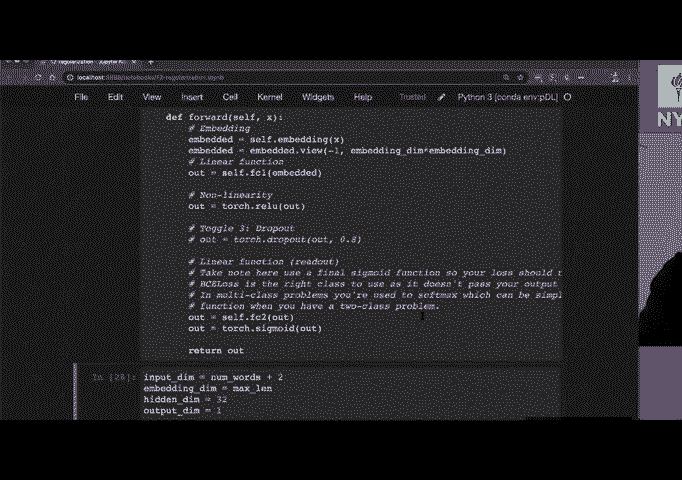 localhost:8888/notebooks/12-regularization.ipynb
File Edit View Insert Cell Kernel Widgets Help Trusted Python 3 [conda env:pDL]
NY
def forward(self, x):
# Embedding
embedded = self.embedding(x)
embedded = embedded.view(-1, embedding_dim*embedding_dim)
# Linear function
out = self.fc1(embedded)
# Non-linearity
out = torch.relu(out)
# Toggle 3: Dropout
# out = torch.dropout(out, 0.8)
# Linear function (readout)
# Take note here use a final sigmoid function so your loss should
# BCELoss is the right class to use as it doesn't pass your output
# In multi-class problems you're used to softmax which can be simpl
# function when you have a two-class problem.
out = self.fc2(out)
out = torch.sigmoid(out)
return out
In [28]: input_dim = num_words + 2
embedding_dim = max_len
hidden_dim = 32
output_dim = 1